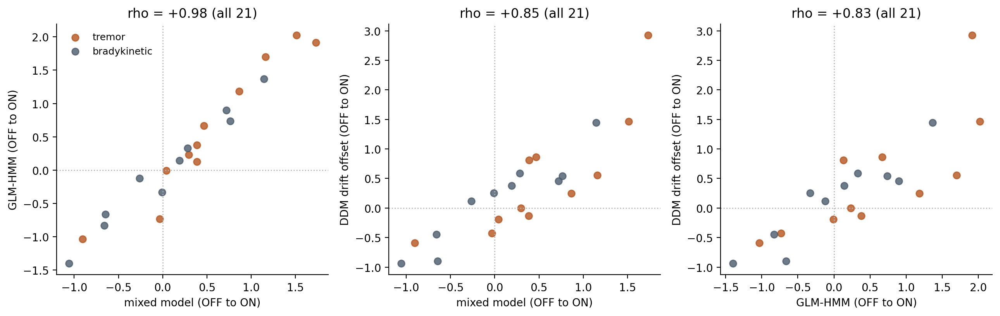 rho = +0.98 (all 21)
tremor
bradykinetic
2.0
1.5
1.0
0.5
0.0
−0.5
−1.0
−1.5
GLM-HMM (OFF to ON)
−1.0 −0.5 0.0 0.5 1.0 1.5
mixed model (OFF to ON)
rho = +0.85 (all 21)
3.0
2.5
2.0
1.5
1.0
0.5
0.0
−0.5
−1.0
DDM drift offset (OFF to ON)
−1.0 −0.5 0.0 0.5 1.0 1.5
mixed model (OFF to ON)
rho = +0.83 (all 21)
3.0
2.5
2.0
1.5
1.0
0.5
0.0
−0.5
−1.0
DDM drift offset (OFF to ON)
−1.5 −1.0 −0.5 0.0 0.5 1.0 1.5 2.0
GLM-HMM (OFF to ON)